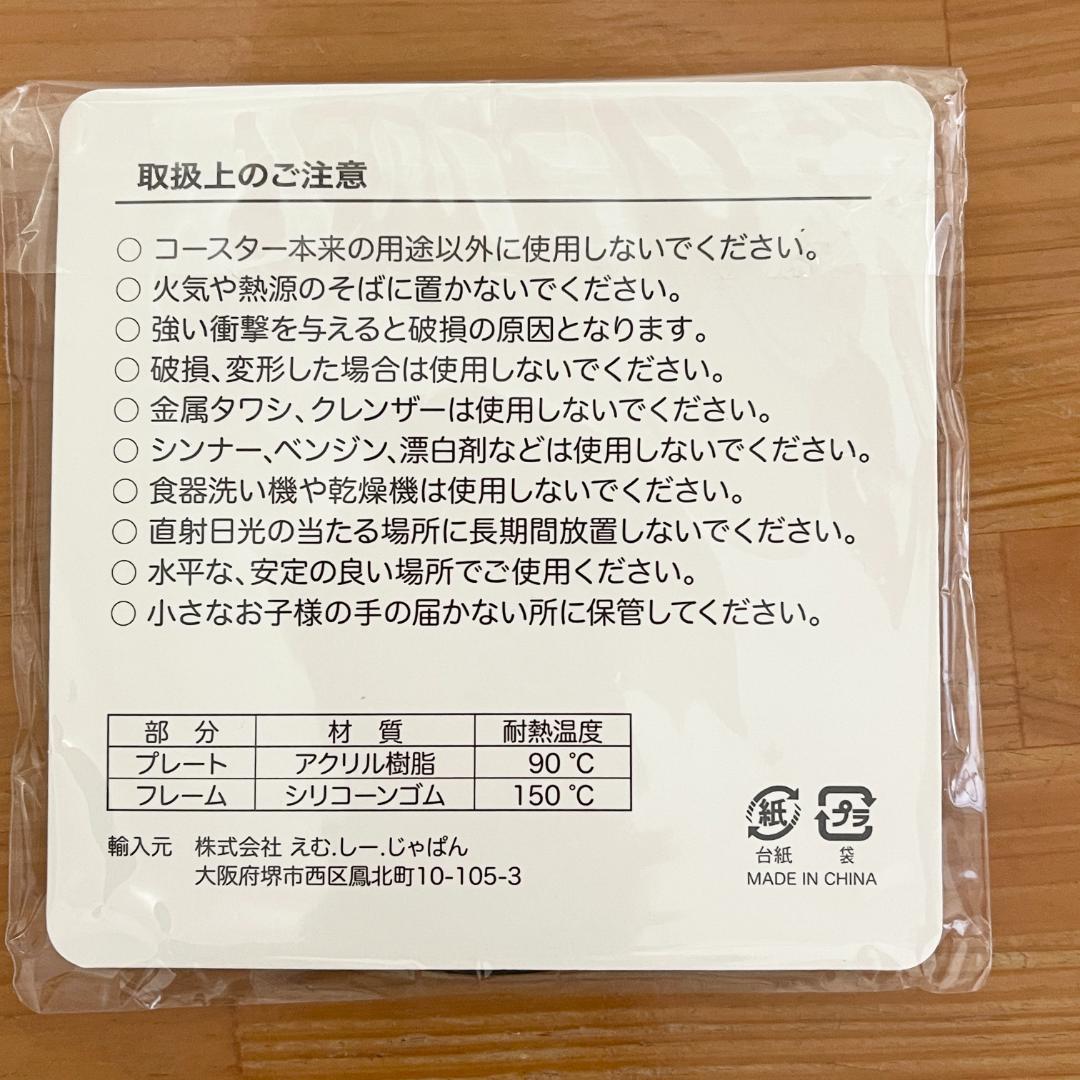 取扱上のご注意
○ コースター本来の用途以外に使用しないでください。
○ 火気や熱源のそばに置かないでください。
○ 強い衝撃を与えると破損の原因となります。
○ 破損、変形した場合は使用しないでください。
○ 金属タワシ、クレンザーは使用しないでください。
○ シンナー、ベンジン、漂白剤などは使用しないでください。
○ 食器洗い機や乾燥機は使用しないでください。
○ 直射日光の当たる場所に長期間放置しないでください。
○ 水平な、安定の良い場所でご使用ください。
○ 小さなお子様の手の届かない所に保管してください。
部 分 材 質 耐熱温度
プレート アクリル樹脂 90 ℃
フレーム シリコーンゴム 150 ℃
輸入元 株式会社 えむ.しー.じゃぱん
大阪府堺市西区鳳北町10-105-3
紙 プラ
台紙 袋
MADE IN CHINA